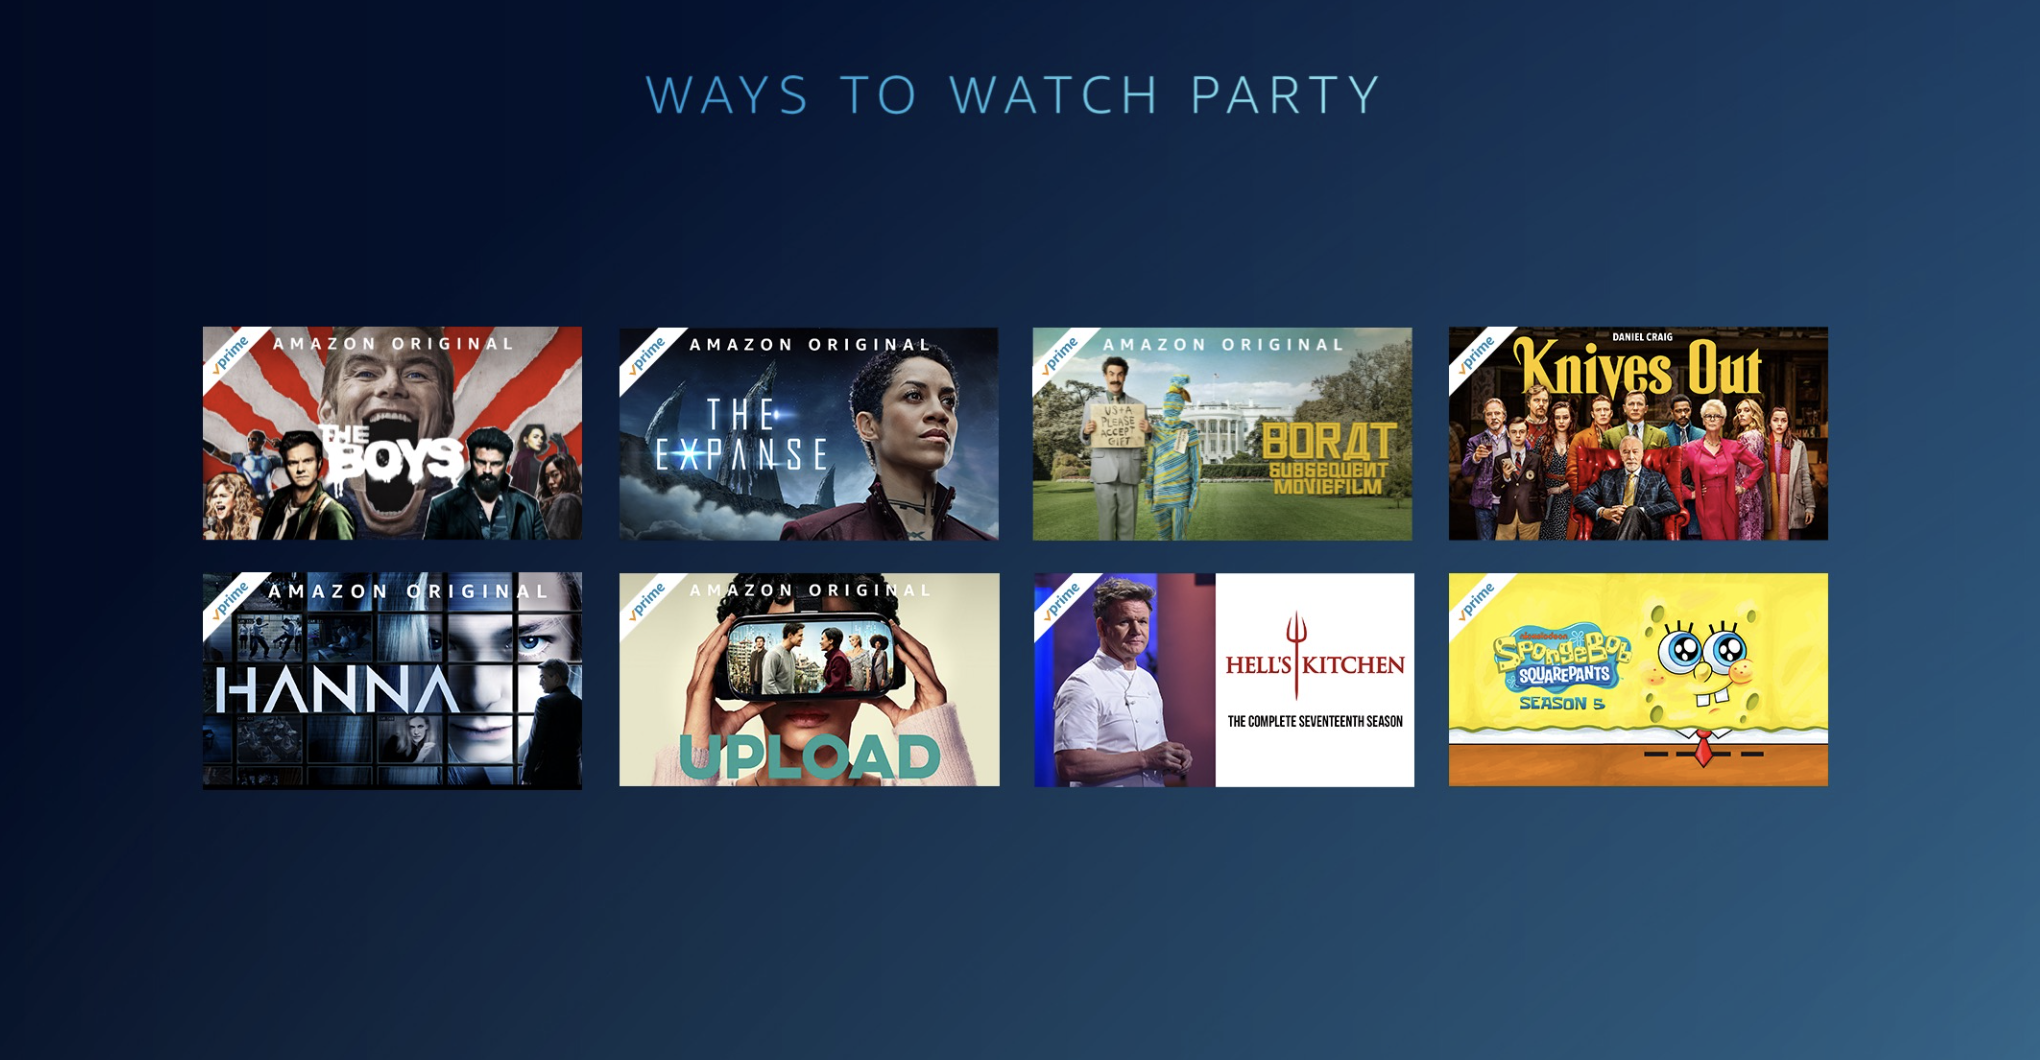 WAYS TO WATCH PARTY
prime
AMAZON ORIGINAL
THE
BOYS
prime
AMAZON ORIGINAL
THE
EXPANSE
prime
AMAZON ORIGINAL
US+A
PLEASE
ACCEPT
GIFT
BORAT
SUBSEQUENT
MOVIEFILM
prime
DANIEL CRAIG
Knives Out
prime
AMAZON ORIGINAL
HANNA
prime
AMAZON ORIGINAL
UPLOAD
prime
HELL'S KITCHEN
THE COMPLETE SEVENTEENTH SEASON
prime
nickelodeon
SpongeBob
SQUAREPANTS
SEASON 5